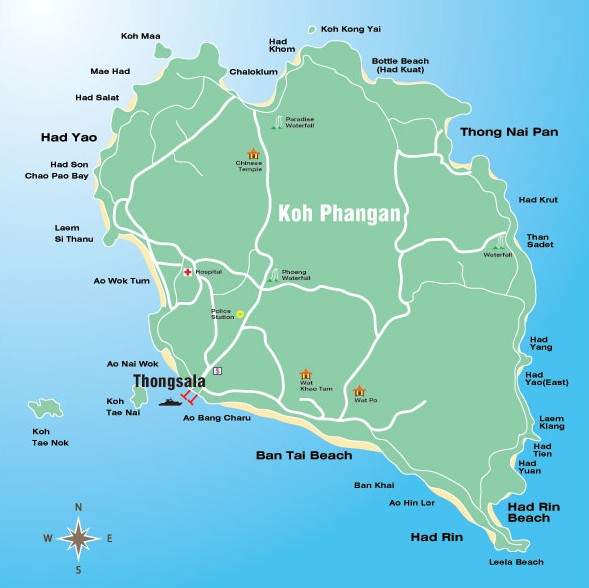 Koh Maa
Koh Kong Yai
Had
Khom
Bottle Beach
(Had Kuat)
Mae Had
Chaloklum
Had Salat
Paradise
Waterfall
Thong Nai Pan
Had Yao
Chinese
Temple
Had Son
Chao Pao Bay
Had Krut
Koh Phangan
Laem
Si Thanu
Than
Sadet
Waterfall
Hospital
Phoeng
Waterfall
Ao Wok Tum
Police
Station
Had
Yang
Ao Nai Wok
Had
Yao(East)
Thongsala
Wat
Khao Tam
Wat Po
Koh
Tae Nai
Ao Bang Charu
Laem
Klang
Koh
Tae Nok
Had
Tien
Ban Tai Beach
Had
Yuan
Ban Khai
Ao Hin Lor
Had Rin
Beach
Had Rin
Leela Beach
N
W
E
S